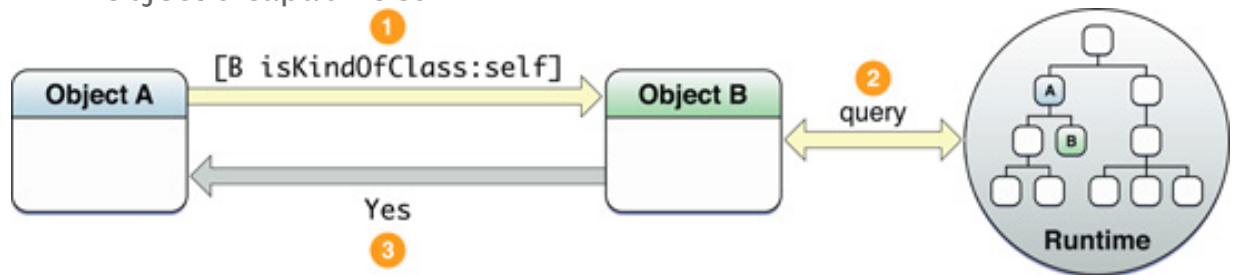 1
[B isKindOfClass:self]
Object A
Object B
2
query
A
B
Yes
3
Runtime